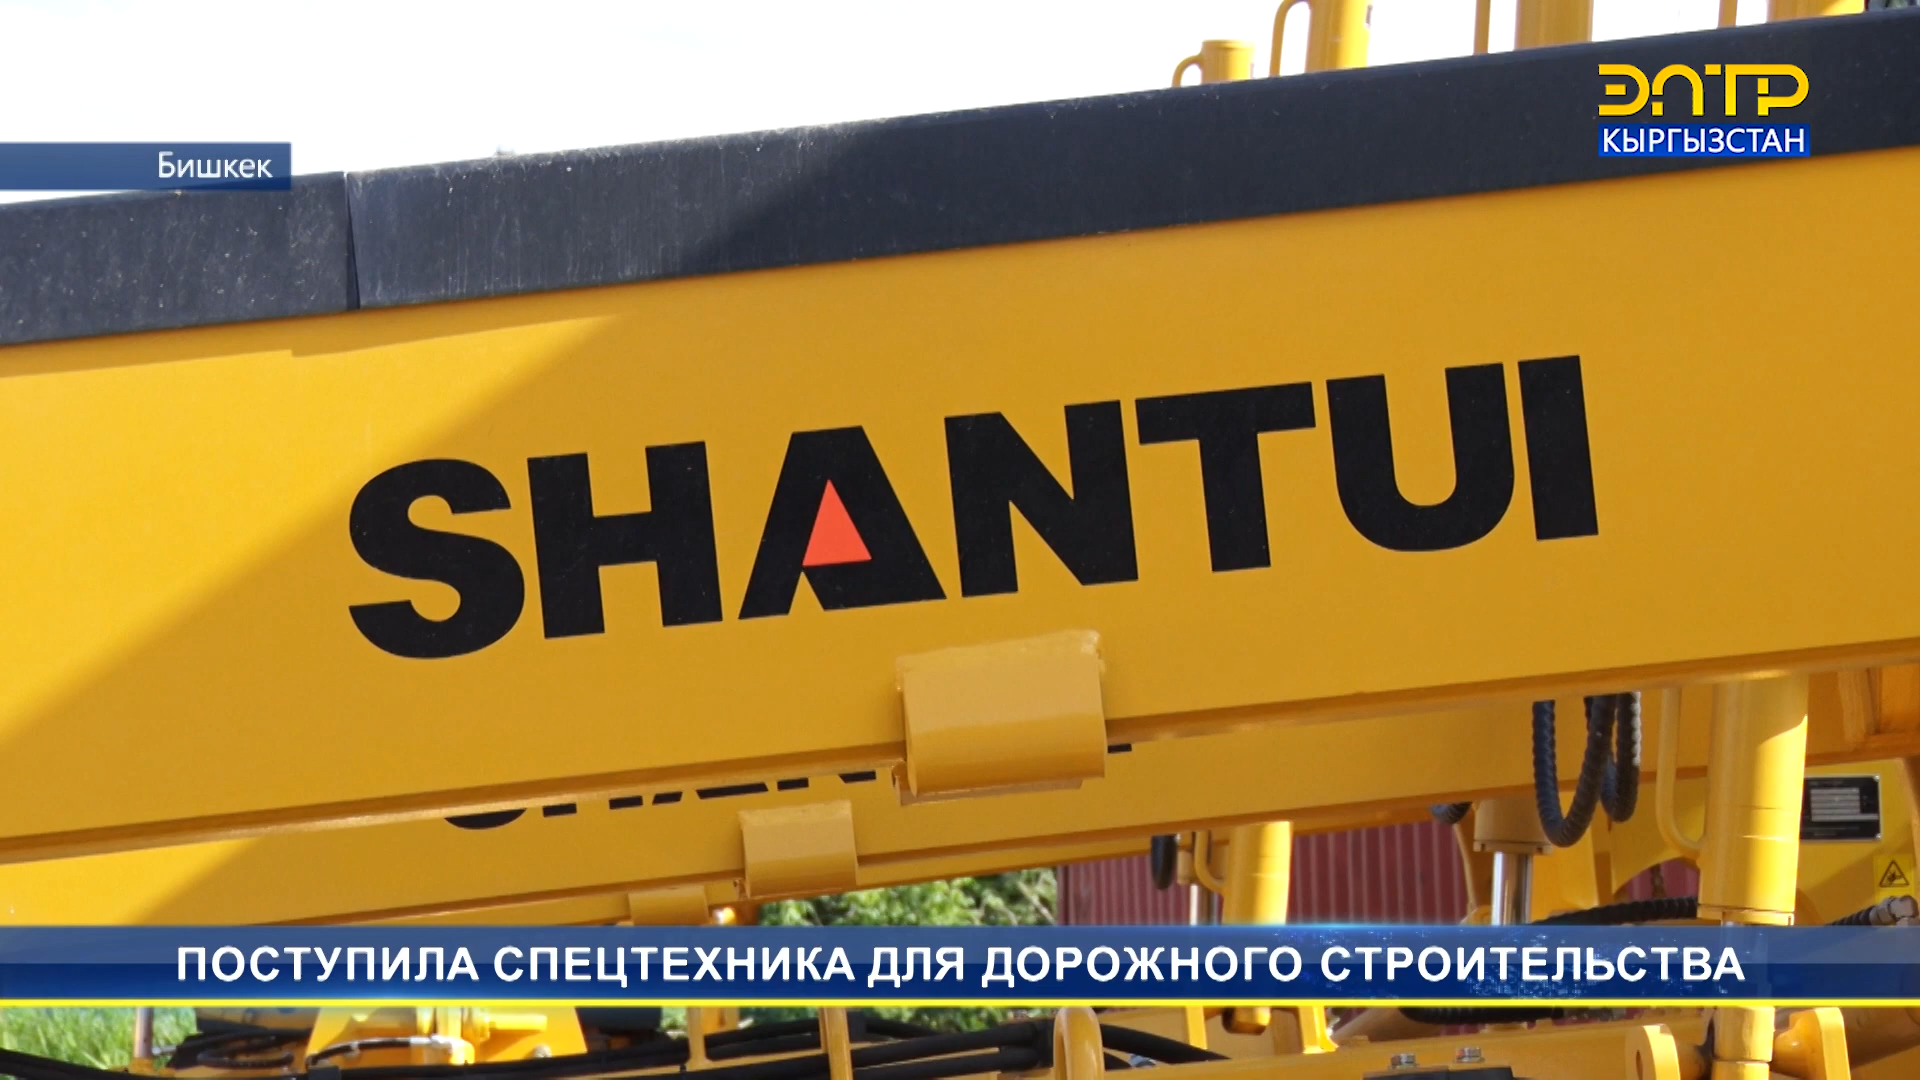 ЭЛТР
КЫРГЫЗСТАН
Бишкек
SHANTUI
ПОСТУПИЛА СПЕЦТЕХНИКА ДЛЯ ДОРОЖНОГО СТРОИТЕЛЬСТВА